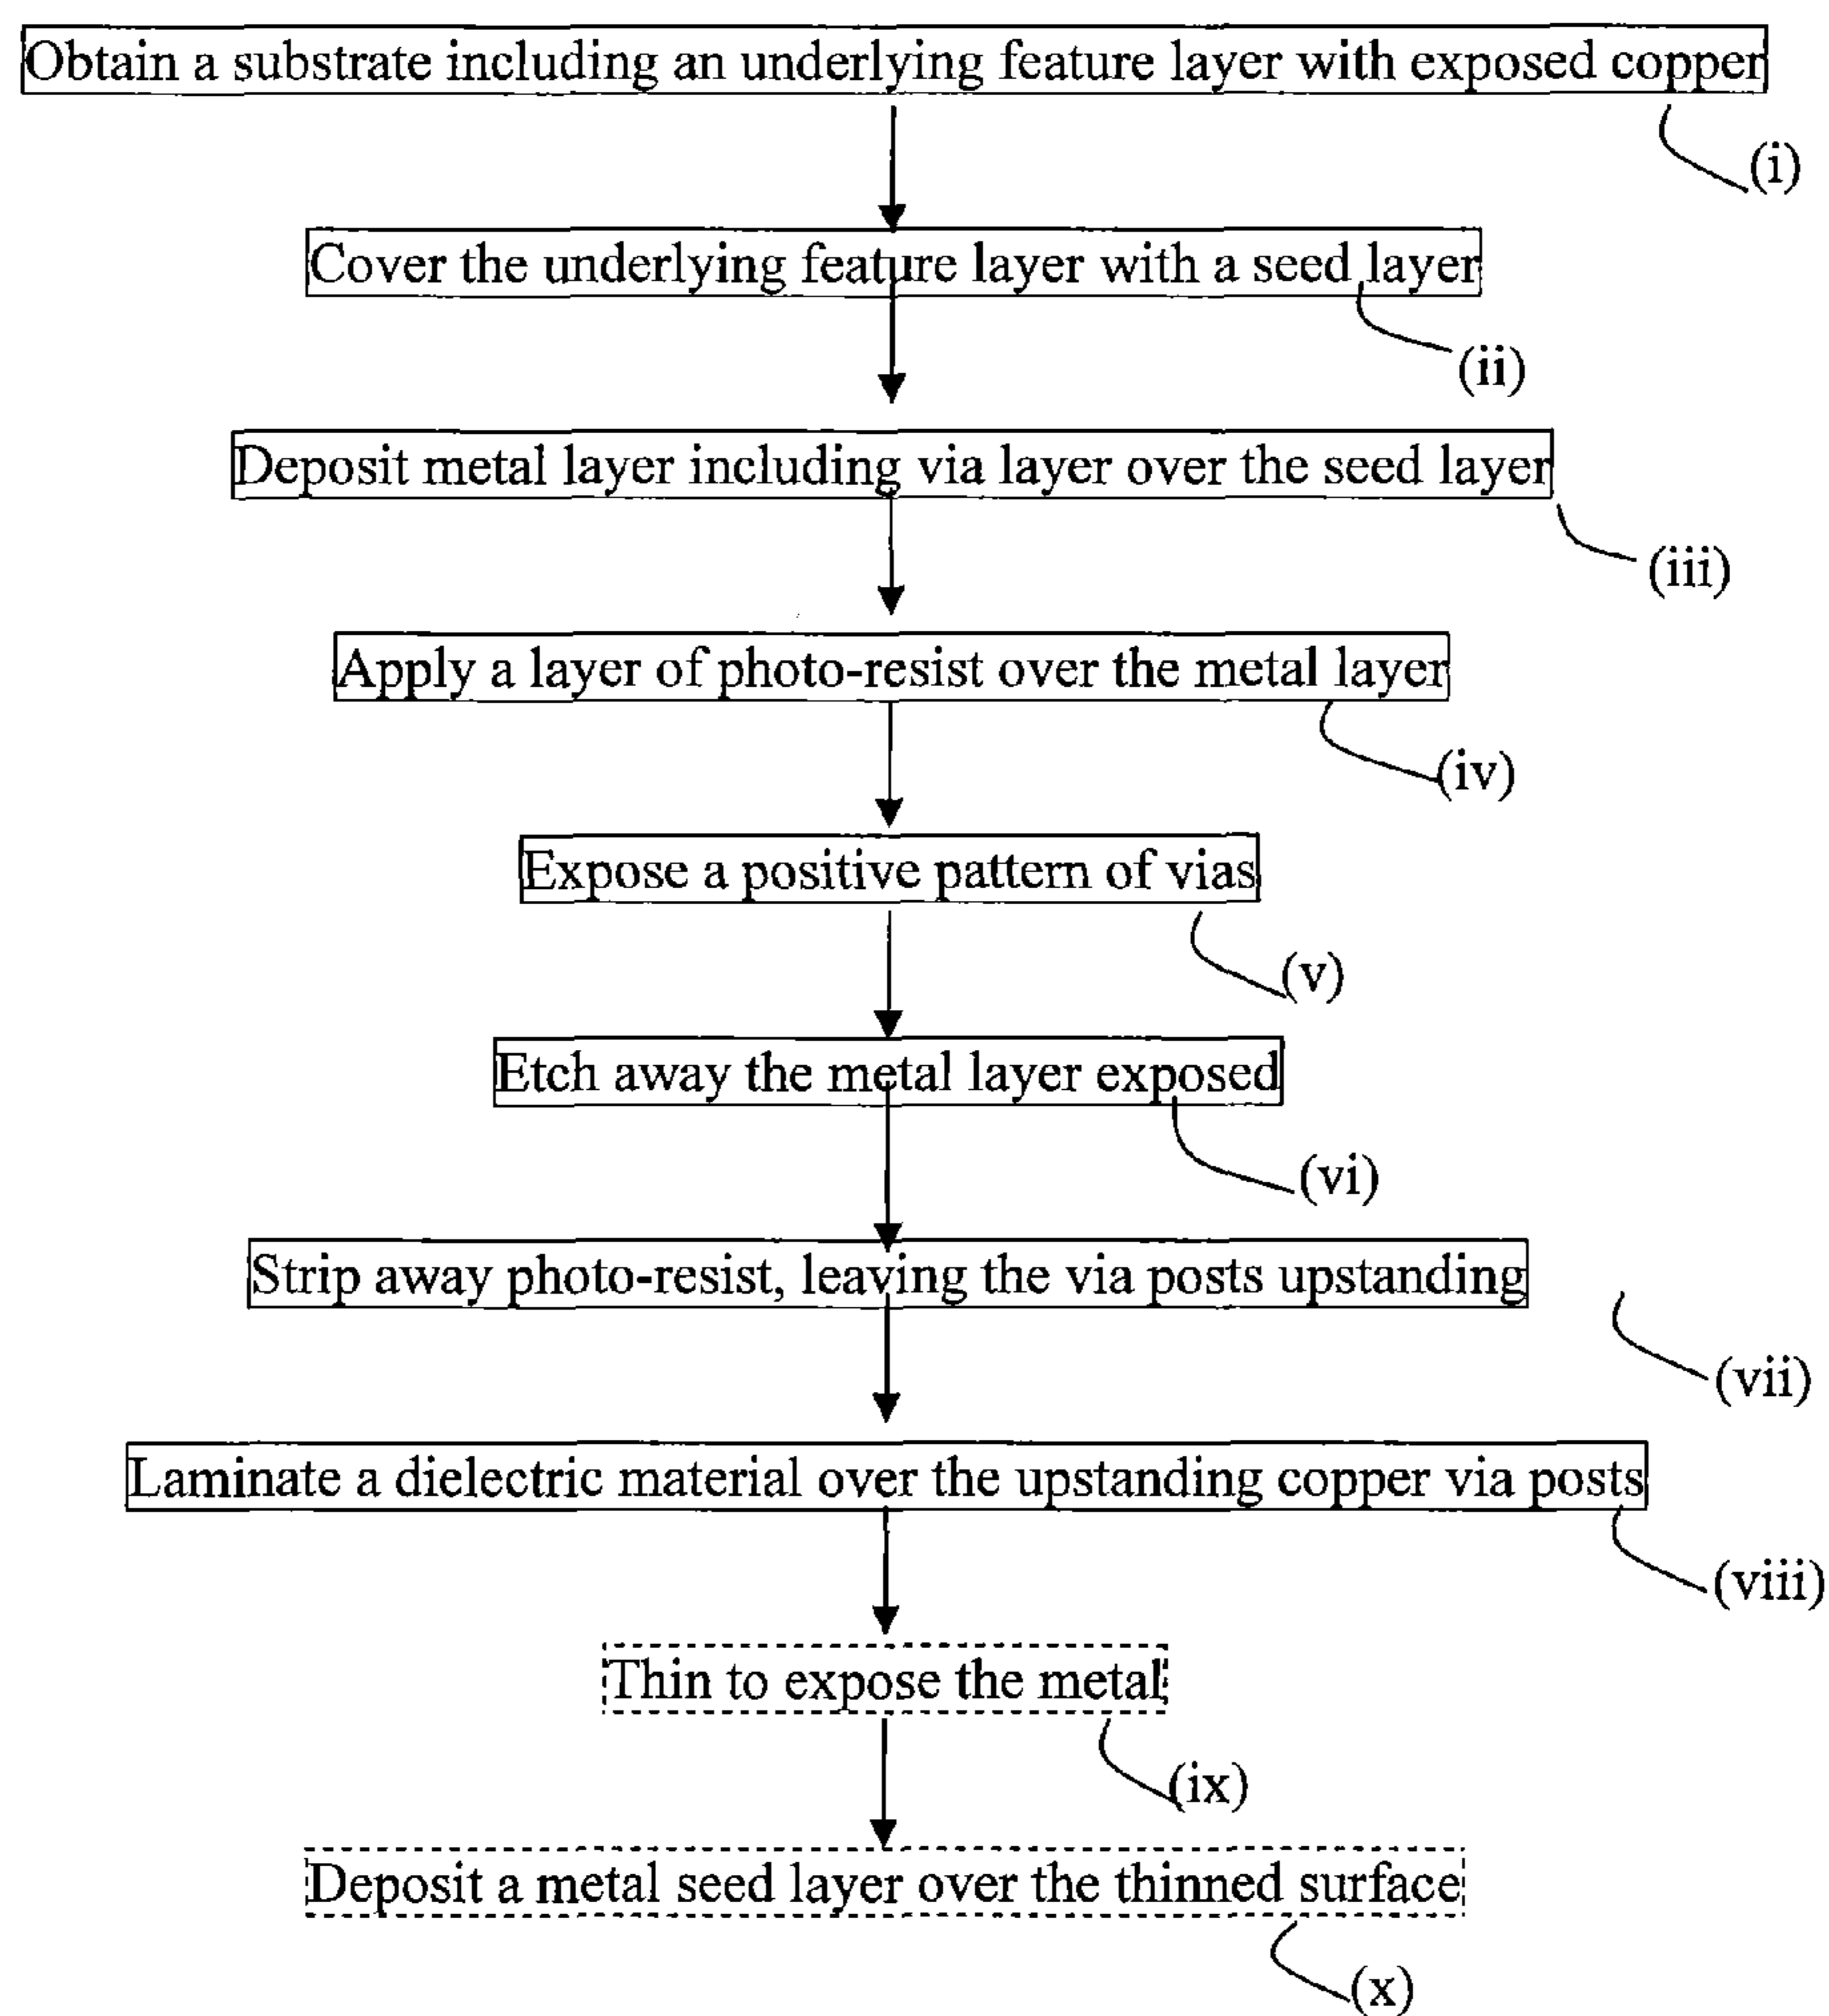 Obtain a substrate including an underlying feature layer with exposed copper
(i)
Cover the underlying feature layer with a seed layer
(ii)
Deposit metal layer including via layer over the seed layer
(iii)
Apply a layer of photo-resist over the metal layer
(iv)
Expose a positive pattern of vias
(v)
Etch away the metal layer exposed
(vi)
Strip away photo-resist, leaving the via posts upstanding
(vii)
Laminate a dielectric material over the upstanding copper via posts
(viii)
Thin to expose the metal
(ix)
Deposit a metal seed layer over the thinned surface
(x)